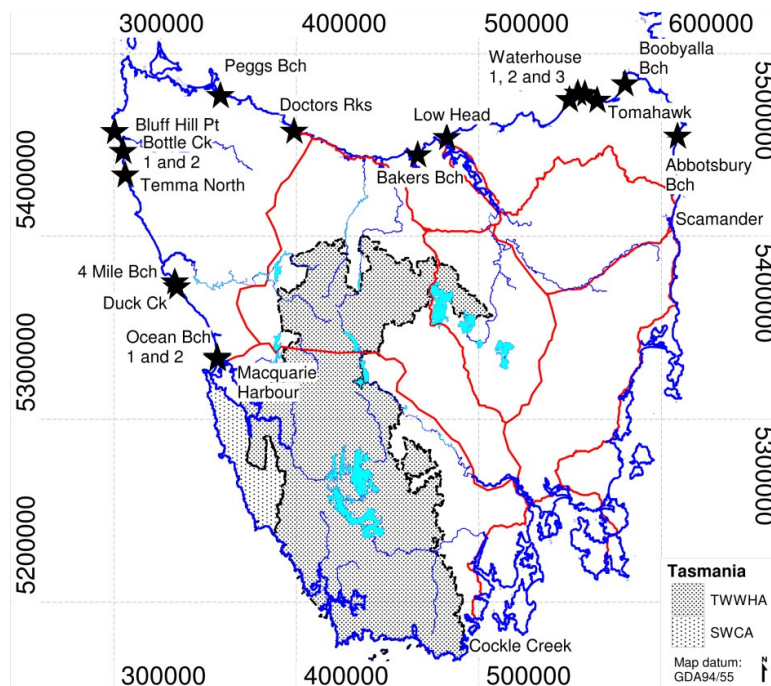 300000
400000
500000
600000
Peggs Bch
Waterhouse
1, 2 and 3
Boobyalla
Bch
5500000
Doctors Rks
Low Head
Tomahawk
Bluff Hill Pt
Bottle Ck
1 and 2
Temma North
Bakers Bch
Abbotsbury
Bch
5400000
Scamander
5400000
4 Mile Bch
Duck Ck
Ocean Bch
1 and 2
Macquarie
Harbour
5300000
5300000
5200000
Cockle Creek
Tasmania
TWWHA
SWCA
Map datum:
GDA94/55
N
300000
400000
500000